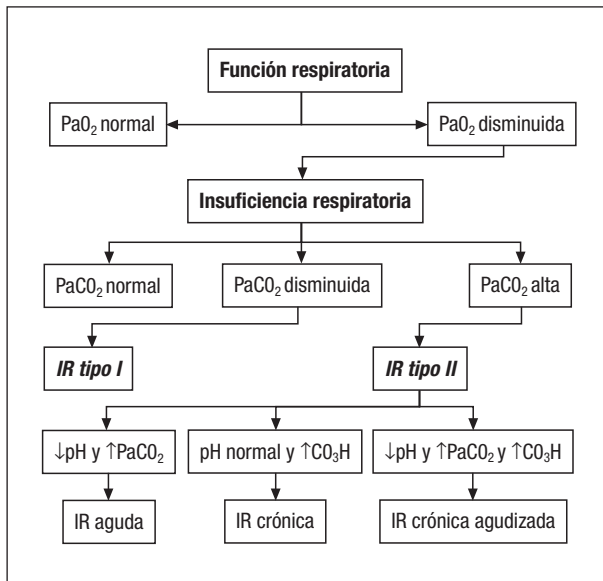 Función respiratoria
PaO₂ normal
PaO₂ disminuida
Insuficiencia respiratoria
PaCO₂ normal
PaCO₂ disminuida
PaCO₂ alta
IR tipo I
IR tipo II
↓pH y ↑PaCO₂
pH normal y ↑CO₃H
↓pH y ↑PaCO₂ y ↑CO₃H
IR aguda
IR crónica
IR crónica agudizada